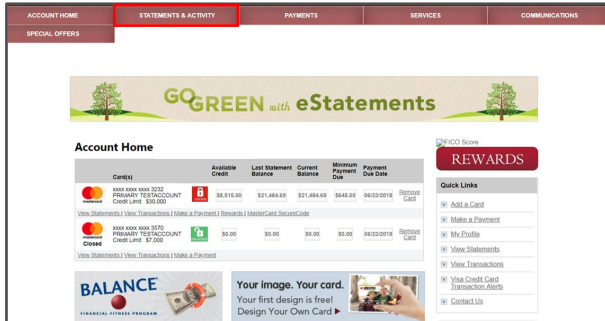 ACCOUNT HOME
STATEMENTS & ACTIVITY
PAYMENTS
SERVICES
COMMUNICATIONS
SPECIAL OFFERS
GO GREEN with eStatements
Account Home
Card(s)
Available Credit
Last Statement Balance
Current Balance
Minimum Payment Due
Payment Due Date
mastercard
xxxx xxxx xxxx 3232
PRIMARY TESTACCOUNT
Credit Limit $30,000
$8,515.00
$21,484.69
$21,484.69
$645.00
06/23/2018
Remove Card
View Statements | View Transactions | Make a Payment | Rewards | MasterCard SecureCode
mastercard
Closed
xxxx xxxx xxxx 3570
PRIMARY TESTACCOUNT
Credit Limit $7,000
$0.00
$0.00
$0.00
$0.00
06/23/2018
Remove Card
View Statements | View Transactions | Make a Payment
BALANCE
FINANCIAL FITNESS PROGRAM
Your image. Your card.
Your first design is free!
Design Your Own Card
FICO Score
REWARDS
Quick Links
Add a Card
Make a Payment
My Profile
View Statements
View Transactions
Visa Credit Card
Transaction Alerts
Contact Us